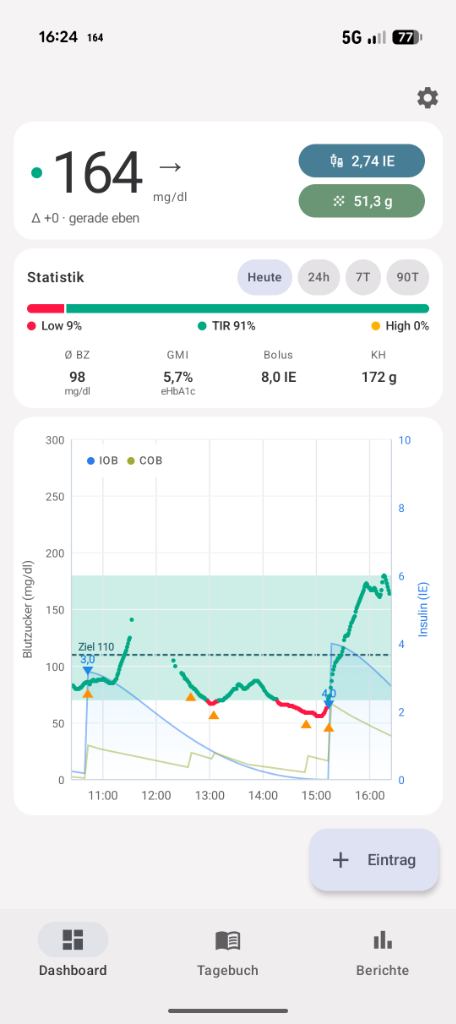 16:24 164 5G 77
164 →
mg/dl
Δ +0 · gerade eben
2,74 IE
51,3 g
Statistik Heute 24h 7T 90T
Low 9% TIR 91% High 0%
Ø BZ GMI Bolus KH
98 5,7% 8,0 IE 172 g
mg/dl eHbA1c
IOB COB
Blutzucker (mg/dl)
300
250
200
150
100
50
0
Ziel 110
3,0
4,0
10
8
6
4
2
0
Insulin (IE)
11:00 12:00 13:00 14:00 15:00 16:00
+ Eintrag
Dashboard Tagebuch Berichte